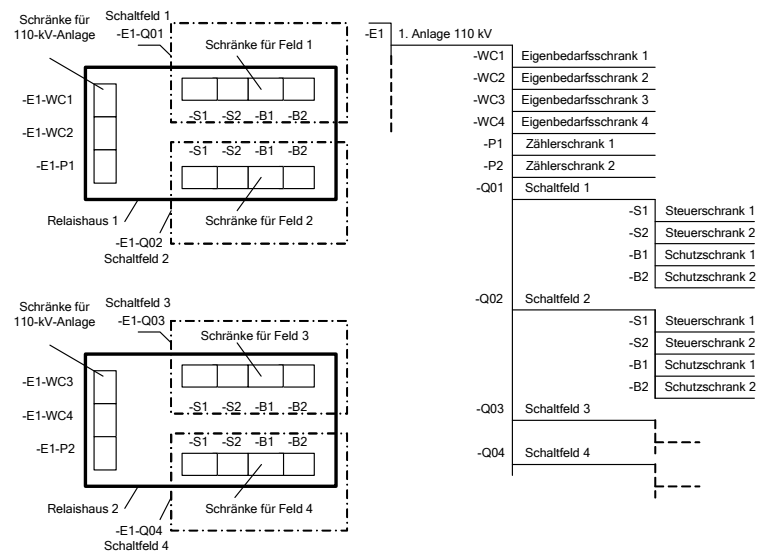 Schränke für
110-kV-Anlage
Schaltfeld 1
-E1-Q01
Schränke für Feld 1
-E1-WC1
-E1-WC2
-E1-P1
-S1 -S2 -B1 -B2
-S1 -S2 -B1 -B2
Relaishaus 1
Schränke für Feld 2
-E1-Q02
Schaltfeld 2
Schränke für
110-kV-Anlage
Schaltfeld 3
-E1-Q03
Schränke für Feld 3
-E1-WC3
-E1-WC4
-E1-P2
-S1 -S2 -B1 -B2
-S1 -S2 -B1 -B2
Relaishaus 2
Schränke für Feld 4
-E1-Q04
Schaltfeld 4
-E1 1. Anlage 110 kV
-WC1 Eigenbedarfsschrank 1
-WC2 Eigenbedarfsschrank 2
-WC3 Eigenbedarfsschrank 3
-WC4 Eigenbedarfsschrank 4
-P1 Zählerschrank 1
-P2 Zählerschrank 2
-Q01 Schaltfeld 1
-S1 Steuerschrank 1
-S2 Steuerschrank 2
-B1 Schutzschrank 1
-B2 Schutzschrank 2
-Q02 Schaltfeld 2
-S1 Steuerschrank 1
-S2 Steuerschrank 2
-B1 Schutzschrank 1
-B2 Schutzschrank 2
-Q03 Schaltfeld 3
-Q04 Schaltfeld 4